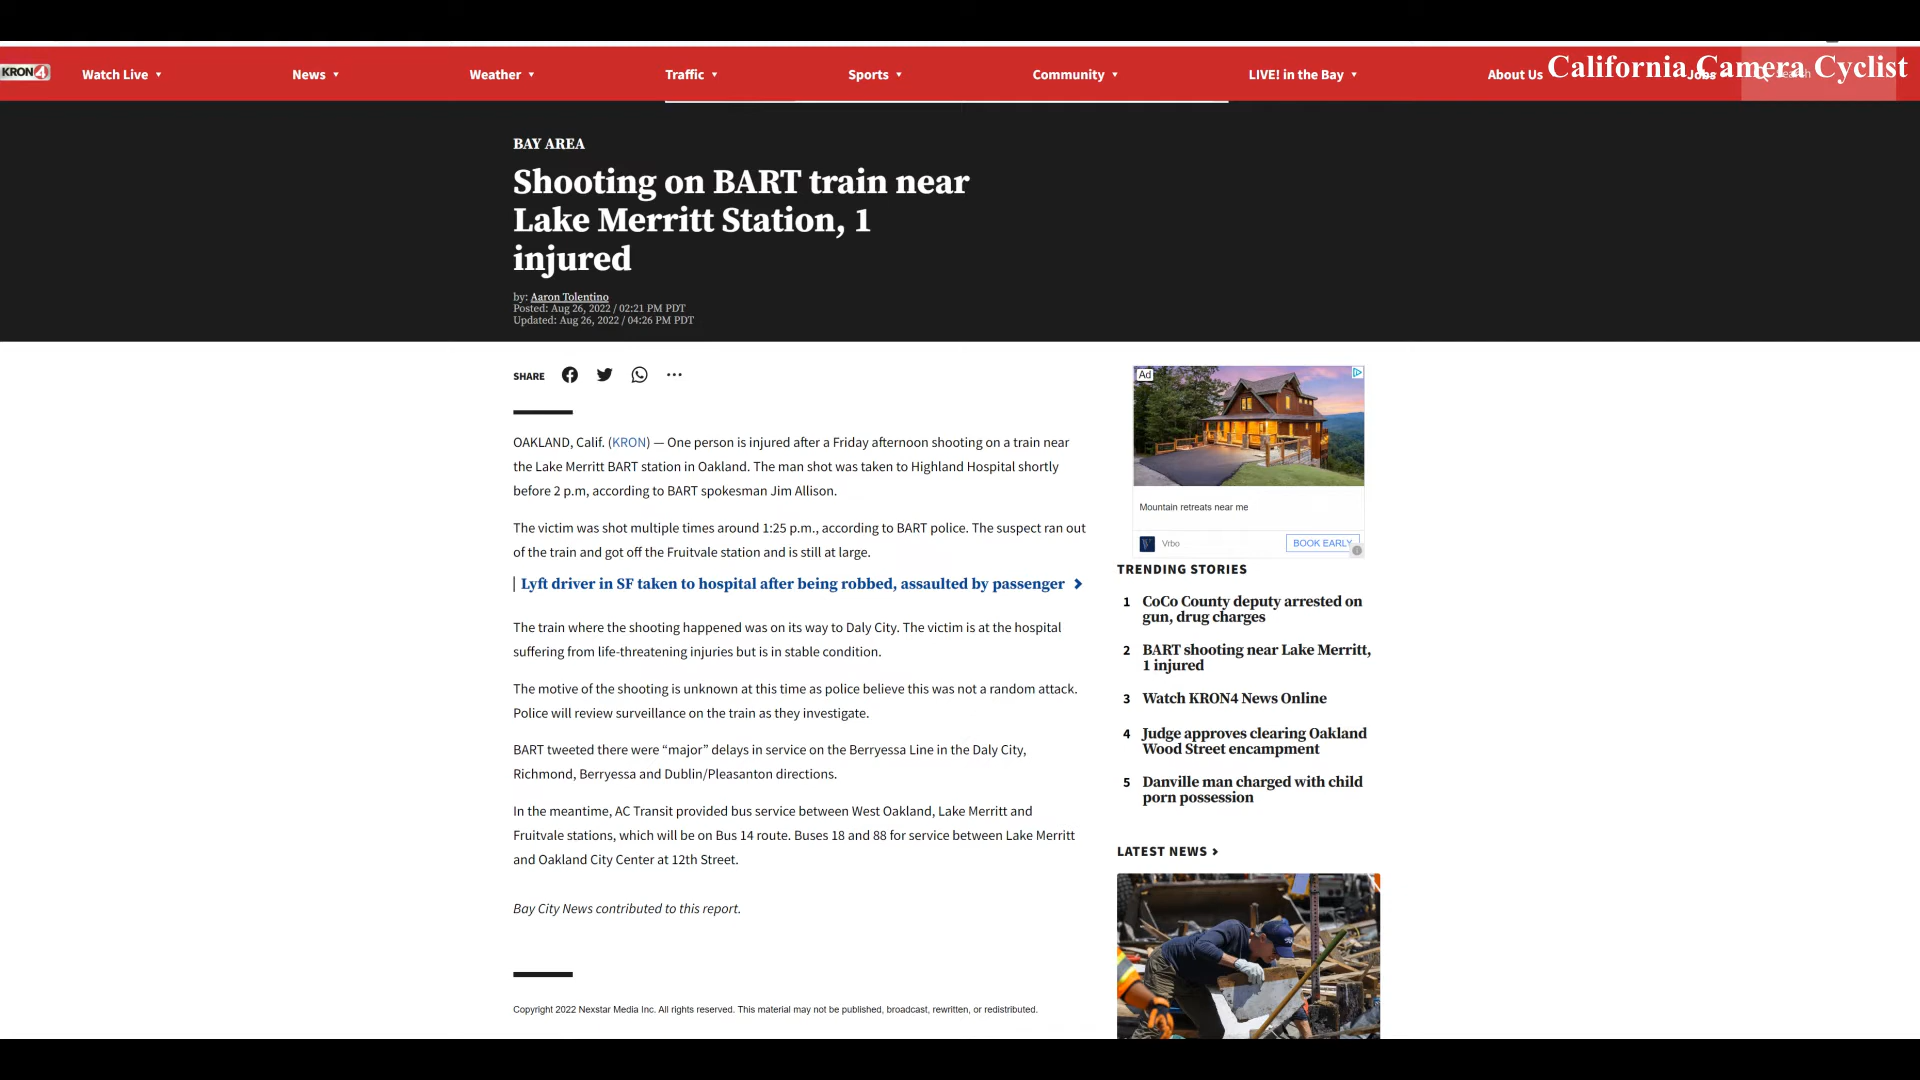 KRON 4
Watch Live
News
Weather
Traffic
Sports
Community
LIVE! in the Bay
About Us
Jobs
Search
California Camera Cyclist
BAY AREA
Shooting on BART train near
Lake Merritt Station, 1
injured
by: Aaron Tolentino
Posted: Aug 26, 2022 / 02:21 PM PDT
Updated: Aug 26, 2022 / 04:26 PM PDT
SHARE
OAKLAND, Calif. (KRON) — One person is injured after a Friday afternoon shooting on a train near
the Lake Merritt BART station in Oakland. The man shot was taken to Highland Hospital shortly
before 2 p.m, according to BART spokesman Jim Allison.
The victim was shot multiple times around 1:25 p.m., according to BART police. The suspect ran out
of the train and got off the Fruitvale station and is still at large.
Lyft driver in SF taken to hospital after being robbed, assaulted by passenger
The train where the shooting happened was on its way to Daly City. The victim is at the hospital
suffering from life-threatening injuries but is in stable condition.
The motive of the shooting is unknown at this time as police believe this was not a random attack.
Police will review surveillance on the train as they investigate.
BART tweeted there were “major” delays in service on the Berryessa Line in the Daly City,
Richmond, Berryessa and Dublin/Pleasanton directions.
In the meantime, AC Transit provided bus service between West Oakland, Lake Merritt and
Fruitvale stations, which will be on Bus 14 route. Buses 18 and 88 for service between Lake Merritt
and Oakland City Center at 12th Street.
Bay City News contributed to this report.
Copyright 2022 Nexstar Media Inc. All rights reserved. This material may not be published, broadcast, rewritten, or redistributed.
Ad
Mountain retreats near me
Vrbo
BOOK EARLY
TRENDING STORIES
1 CoCo County deputy arrested on
gun, drug charges
2 BART shooting near Lake Merritt,
1 injured
3 Watch KRON4 News Online
4 Judge approves clearing Oakland
Wood Street encampment
5 Danville man charged with child
porn possession
LATEST NEWS